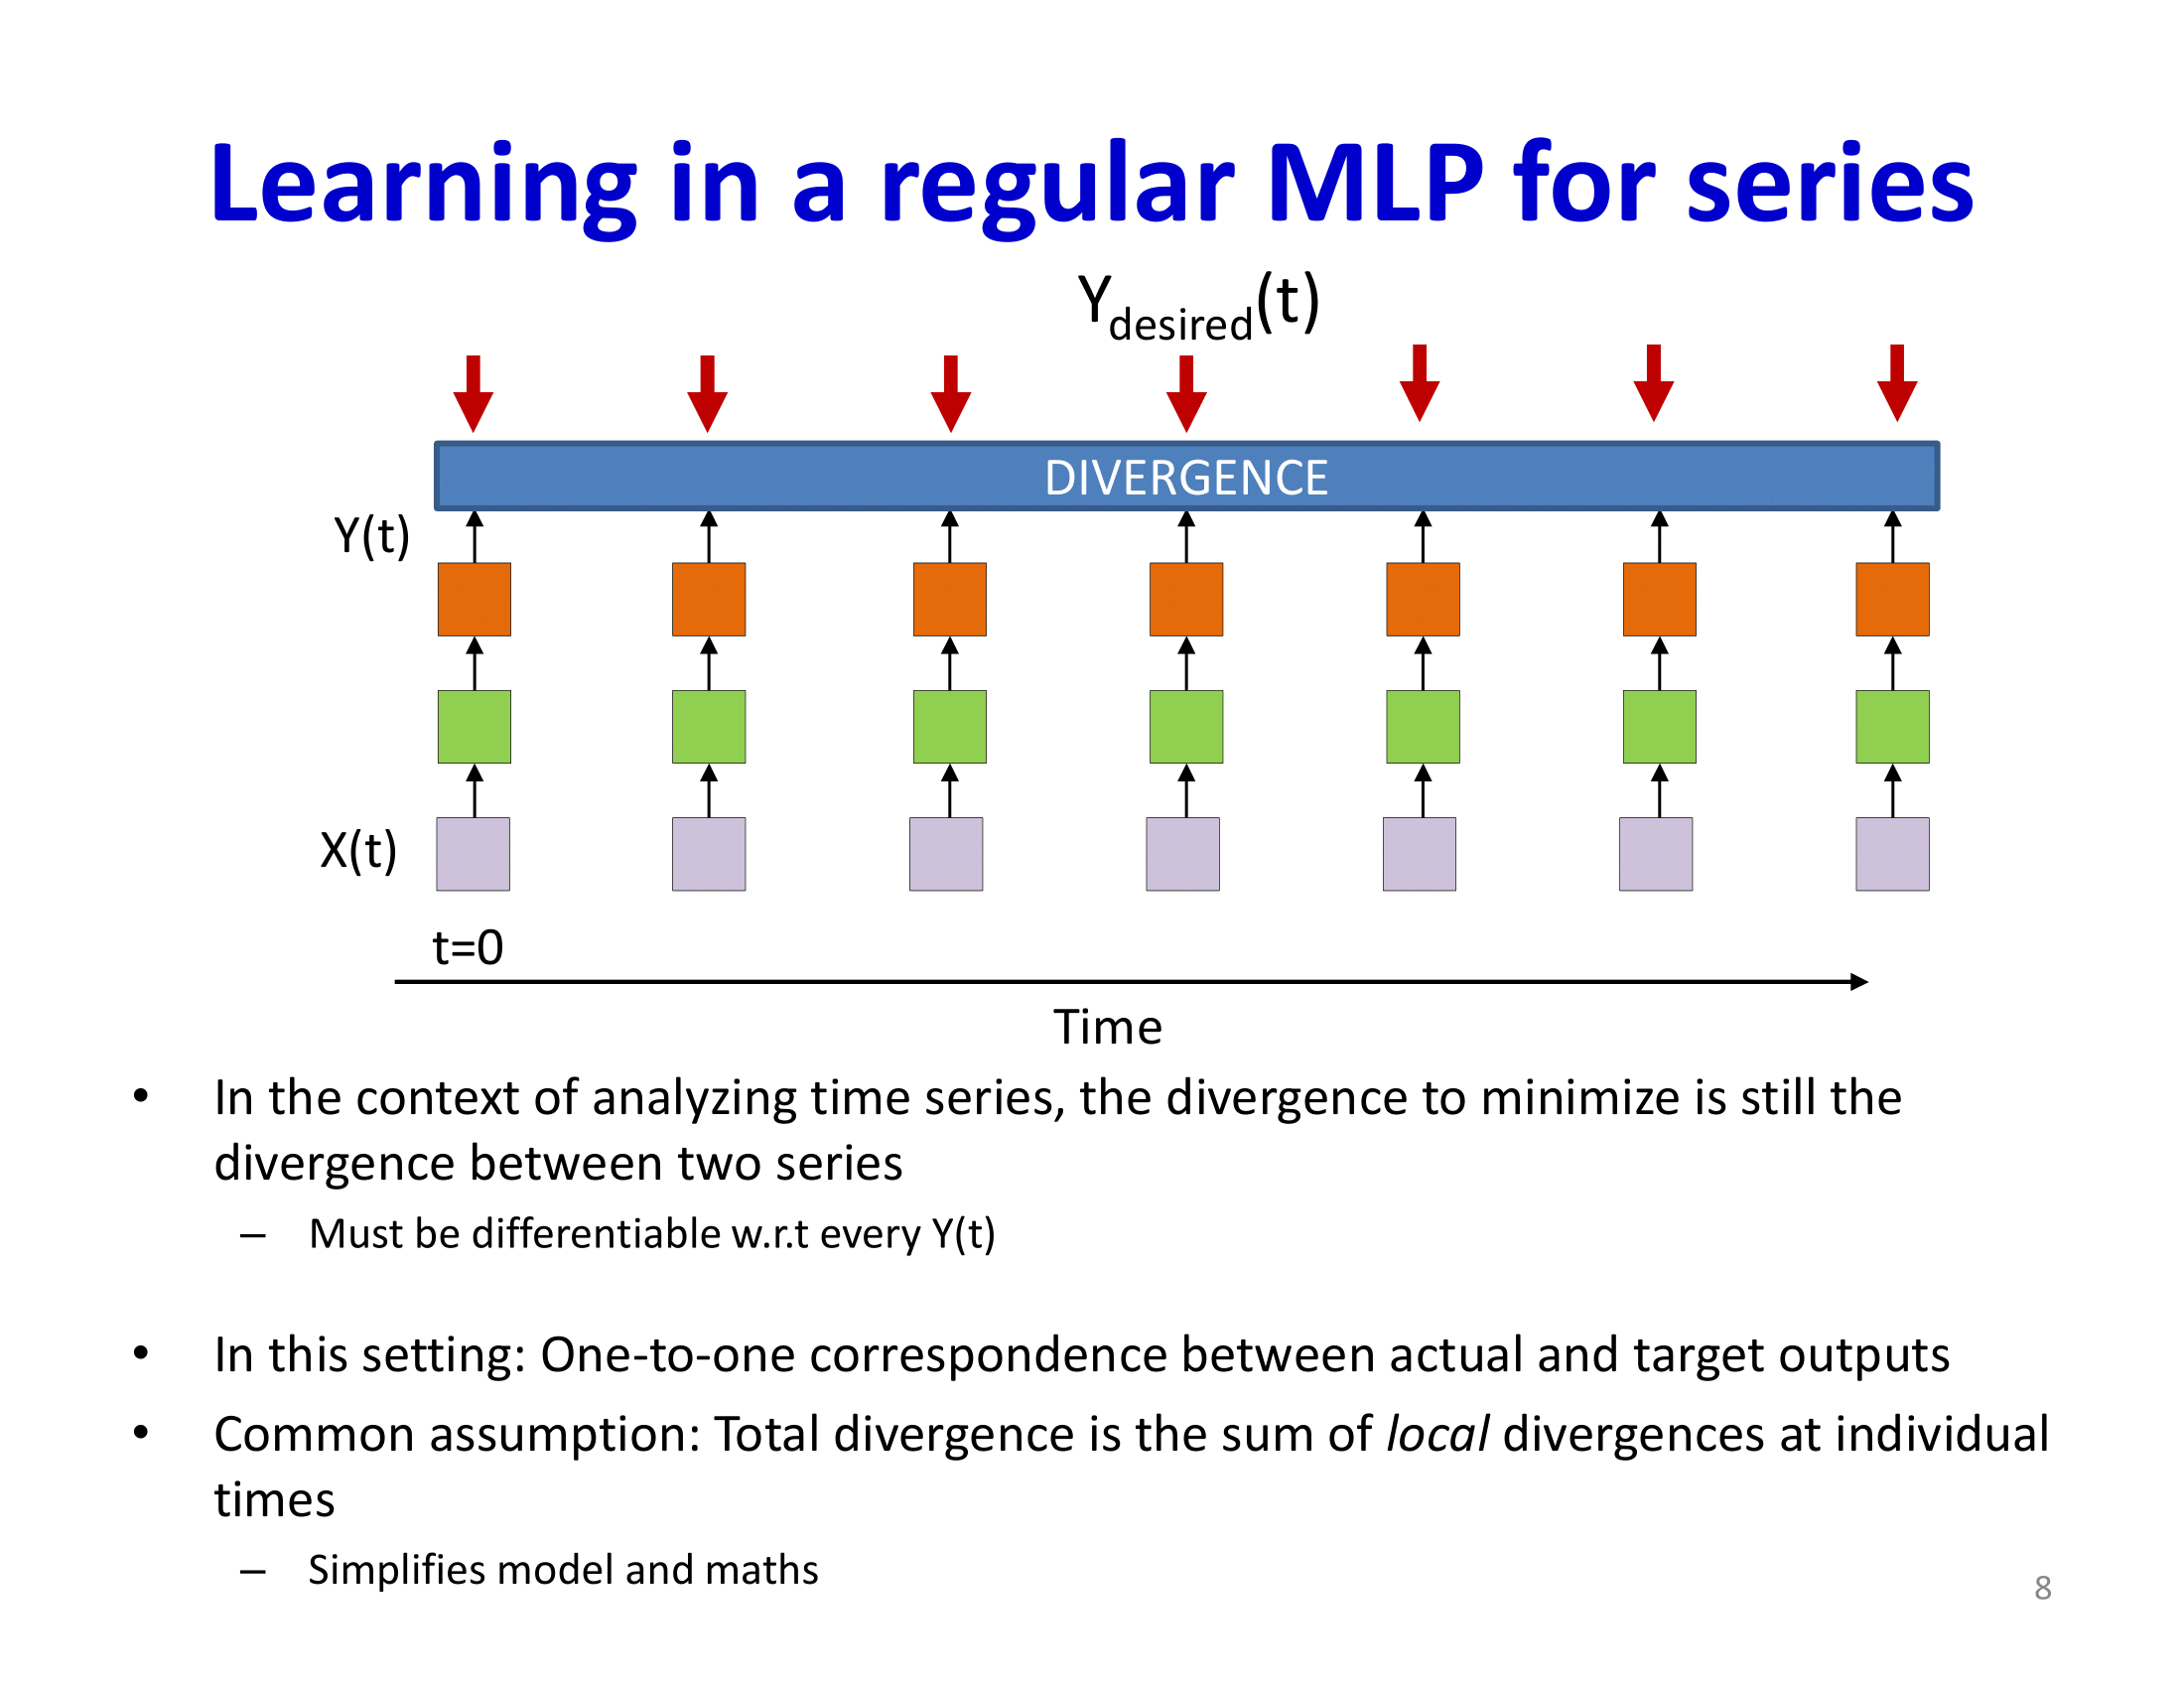 Learning in a regular MLP for series
Ydesired(t)
DIVERGENCE
Y(t)
X(t)
t=0
Time
• In the context of analyzing time series, the divergence to minimize is still the
divergence between two series
– Must be differentiable w.r.t every Y(t)
• In this setting: One-to-one correspondence between actual and target outputs
• Common assumption: Total divergence is the sum of local divergences at individual
times
– Simplifies model and maths
8